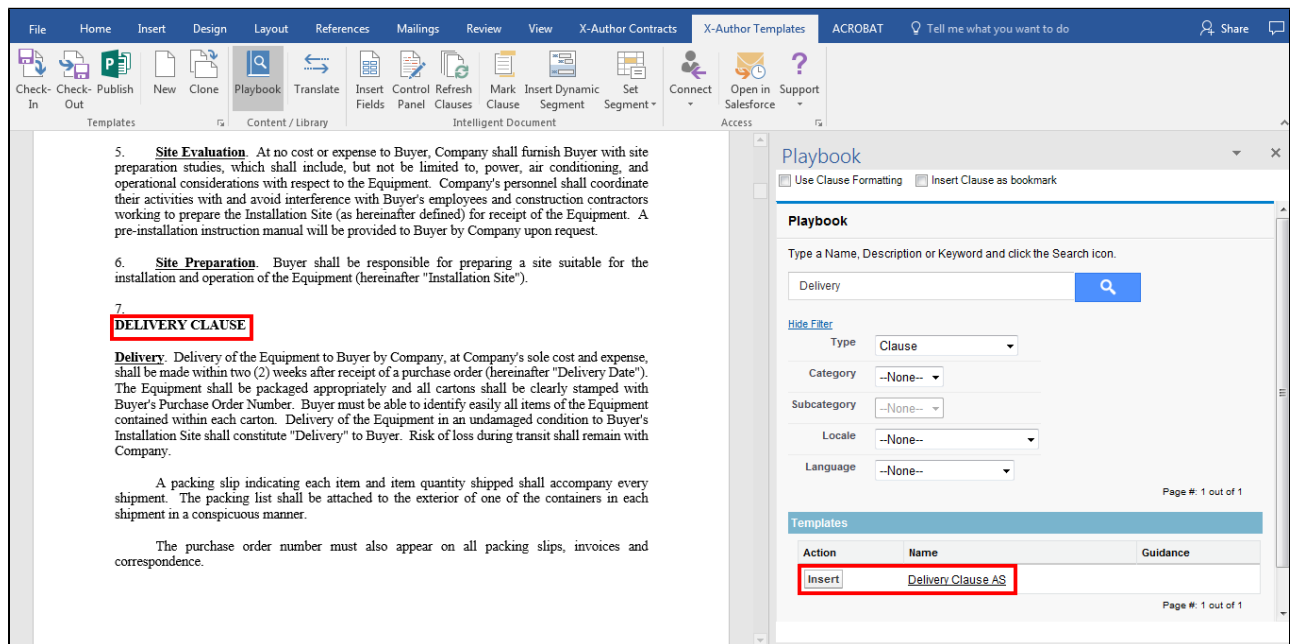 File Home Insert Design Layout References Mailings Review View X-Author Contracts X-Author Templates ACROBAT Tell me what you want to do Share
Check-In Check-Out Publish New Clone Playbook Translate Insert Fields Control Panel Refresh Clauses Mark Clause Insert Dynamic Segment Set Segment Connect Open in Salesforce Support
Templates Content / Library Intelligent Document Access
5. Site Evaluation. At no cost or expense to Buyer, Company shall furnish Buyer with site
preparation studies, which shall include, but not be limited to, power, air conditioning, and
operational considerations with respect to the Equipment. Company's personnel shall coordinate
their activities with and avoid interference with Buyer's employees and construction contractors
working to prepare the Installation Site (as hereinafter defined) for receipt of the Equipment. A
pre-installation instruction manual will be provided to Buyer by Company upon request.
6. Site Preparation. Buyer shall be responsible for preparing a site suitable for the
installation and operation of the Equipment (hereinafter "Installation Site").
7.
DELIVERY CLAUSE
Delivery. Delivery of the Equipment to Buyer by Company, at Company's sole cost and expense,
shall be made within two (2) weeks after receipt of a purchase order (hereinafter "Delivery Date").
The Equipment shall be packaged appropriately and all cartons shall be clearly stamped with
Buyer's Purchase Order Number. Buyer must be able to identify easily all items of the Equipment
contained within each carton. Delivery of the Equipment in an undamaged condition to Buyer's
Installation Site shall constitute "Delivery" to Buyer. Risk of loss during transit shall remain with
Company.
A packing slip indicating each item and item quantity shipped shall accompany every
shipment. The packing list shall be attached to the exterior of one of the containers in each
shipment in a conspicuous manner.
The purchase order number must also appear on all packing slips, invoices and
correspondence.
Playbook
Use Clause Formatting Insert Clause as bookmark
Playbook
Type a Name, Description or Keyword and click the Search icon.
Delivery
Hide Filter
Type Clause
Category --None--
Subcategory --None--
Locale --None--
Language --None--
Page #: 1 out of 1
Templates
Action Name Guidance
Insert Delivery Clause AS
Page #: 1 out of 1